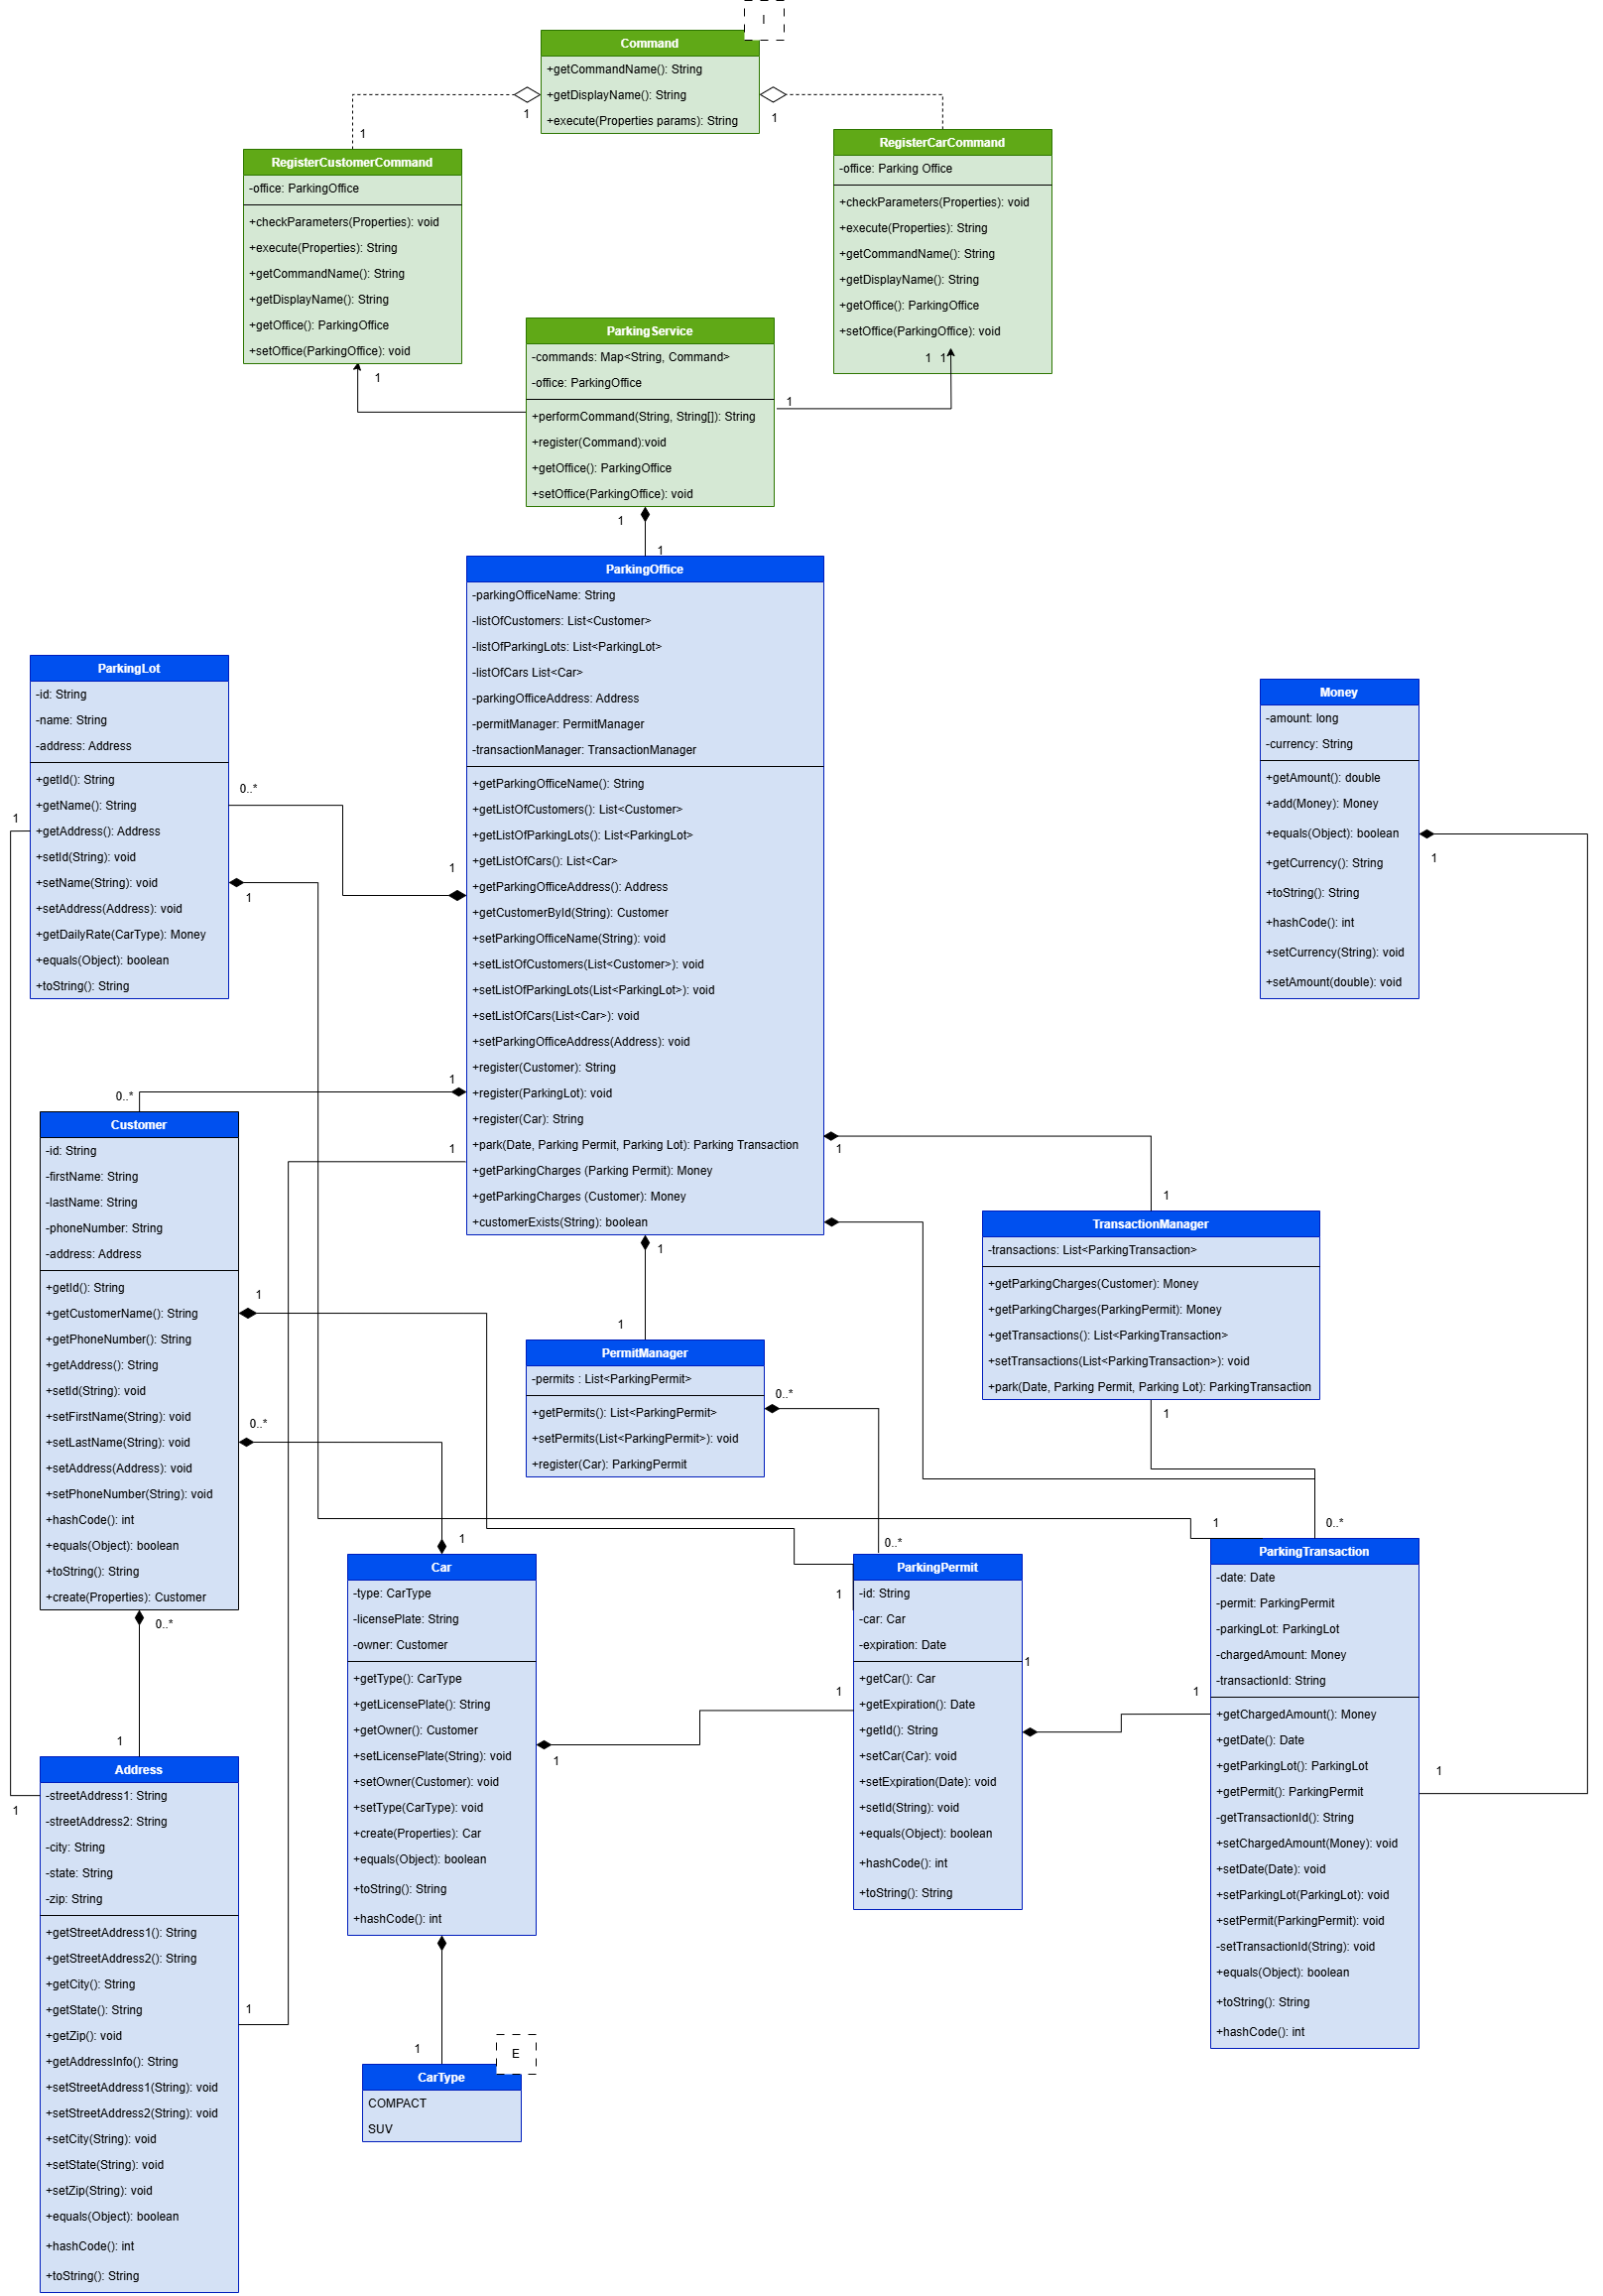 I
Command
+getCommandName(): String
+getDisplayName(): String
+execute(Properties params): String
1
1
1
RegisterCustomerCommand
-office: ParkingOffice
+checkParameters(Properties): void
+execute(Properties): String
+getCommandName(): String
+getDisplayName(): String
+getOffice(): ParkingOffice
+setOffice(ParkingOffice): void
1
RegisterCarCommand
-office: Parking Office
+checkParameters(Properties): void
+execute(Properties): String
+getCommandName(): String
+getDisplayName(): String
+getOffice(): ParkingOffice
+setOffice(ParkingOffice): void
1 1
ParkingService
-commands: Map<String, Command>
-office: ParkingOffice
+performCommand(String, String[]): String
+register(Command):void
+getOffice(): ParkingOffice
+setOffice(ParkingOffice): void
1
1
1
ParkingOffice
-parkingOfficeName: String
-listOfCustomers: List<Customer>
-listOfParkingLots: List<ParkingLot>
-listOfCars List<Car>
-parkingOfficeAddress: Address
-permitManager: PermitManager
-transactionManager: TransactionManager
+getParkingOfficeName(): String
+getListOfCustomers(): List<Customer>
+getListOfParkingLots(): List<ParkingLot>
+getListOfCars(): List<Car>
+getParkingOfficeAddress(): Address
+getCustomerById(String): Customer
+setParkingOfficeName(String): void
+setListOfCustomers(List<Customer>): void
+setListOfParkingLots(List<ParkingLot>): void
+setListOfCars(List<Car>): void
+setParkingOfficeAddress(Address): void
+register(Customer): String
+register(ParkingLot): void
+register(Car): String
+park(Date, Parking Permit, Parking Lot): Parking Transaction
+getParkingCharges (Parking Permit): Money
+getParkingCharges (Customer): Money
+customerExists(String): boolean
1
1
1
1
1
ParkingLot
-id: String
-name: String
-address: Address
+getId(): String
+getName(): String
+getAddress(): Address
+setId(String): void
+setName(String): void
+setAddress(Address): void
+getDailyRate(CarType): Money
+equals(Object): boolean
+toString(): String
0..*
1
1
Money
-amount: long
-currency: String
+getAmount(): double
+add(Money): Money
+equals(Object): boolean
+getCurrency(): String
+toString(): String
+hashCode(): int
+setCurrency(String): void
+setAmount(double): void
1
0..*
Customer
-id: String
-firstName: String
-lastName: String
-phoneNumber: String
-address: Address
+getId(): String
+getCustomerName(): String
+getPhoneNumber(): String
+getAddress(): String
+setId(String): void
+setFirstName(String): void
+setLastName(String): void
+setAddress(Address): void
+setPhoneNumber(String): void
+hashCode(): int
+equals(Object): boolean
+toString(): String
+create(Properties): Customer
1
0..*
0..*
1
TransactionManager
-transactions: List<ParkingTransaction>
+getParkingCharges(Customer): Money
+getParkingCharges(ParkingPermit): Money
+getTransactions(): List<ParkingTransaction>
+setTransactions(List<ParkingTransaction>): void
+park(Date, Parking Permit, Parking Lot): ParkingTransaction
1
1
PermitManager
-permits : List<ParkingPermit>
+getPermits(): List<ParkingPermit>
+setPermits(List<ParkingPermit>): void
+register(Car): ParkingPermit
0..*
1
Car
-type: CarType
-licensePlate: String
-owner: Customer
+getType(): CarType
+getLicensePlate(): String
+getOwner(): Customer
+setLicensePlate(String): void
+setOwner(Customer): void
+setType(CarType): void
+create(Properties): Car
+equals(Object): boolean
+toString(): String
+hashCode(): int
1
0..*
1
1
ParkingPermit
-id: String
-car: Car
-expiration: Date
+getCar(): Car
+getExpiration(): Date
+getId(): String
+setCar(Car): void
+setExpiration(Date): void
+setId(String): void
+equals(Object): boolean
+hashCode(): int
+toString(): String
1
1
0..*
1
ParkingTransaction
-date: Date
-permit: ParkingPermit
-parkingLot: ParkingLot
-chargedAmount: Money
-transactionId: String
+getChargedAmount(): Money
+getDate(): Date
+getParkingLot(): ParkingLot
+getPermit(): ParkingPermit
-getTransactionId(): String
+setChargedAmount(Money): void
+setDate(Date): void
+setParkingLot(ParkingLot): void
+setPermit(ParkingPermit): void
-setTransactionId(String): void
+equals(Object): boolean
+toString(): String
+hashCode(): int
1
1
1
Address
-streetAddress1: String
-streetAddress2: String
-city: String
-state: String
-zip: String
+getStreetAddress1(): String
+getStreetAddress2(): String
+getCity(): String
+getState(): String
+getZip(): void
+getAddressInfo(): String
+setStreetAddress1(String): void
+setStreetAddress2(String): void
+setCity(String): void
+setState(String): void
+setZip(String): void
+equals(Object): boolean
+hashCode(): int
+toString(): String
1
1
E
CarType
COMPACT
SUV